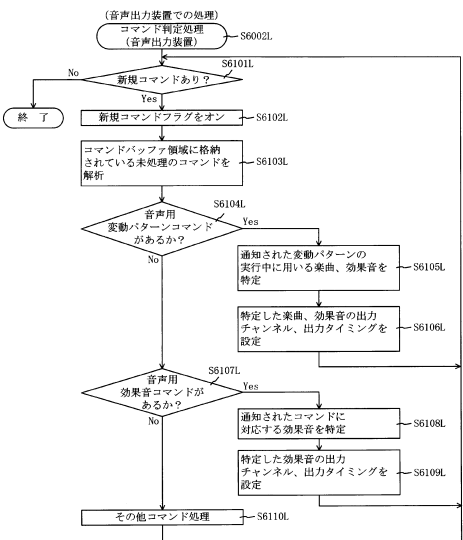 (音声出力装置での処理)
コマンド判定処理
(音声出力装置)
S6002L
S6101L
No
新規コマンドあり?
Yes
終 了
新規コマンドフラグをオン
S6102L
コマンドバッファ領域に格納
されている未処理のコマンドを
解析
S6103L
S6104L
音声用
変動パターンコマンド
があるか?
Yes
No
通知された変動パターンの
実行中に用いる楽曲、効果音を
特定
S6105L
特定した楽曲、効果音の出力
チャンネル、出力タイミングを
設定
S6106L
S6107L
音声用
効果音コマンドが
あるか?
Yes
No
通知されたコマンドに
対応する効果音を特定
S6108L
特定した効果音の出力
チャンネル、出力タイミングを
設定
S6109L
その他コマンド処理
S6110L